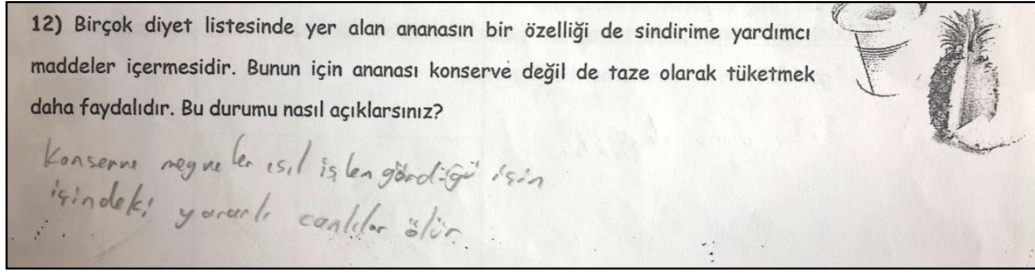 12) Birçok diyet listesinde yer alan ananasın bir özelliği de sindirime yardımcı
maddeler içermesidir. Bunun için ananası konserve değil de taze olarak tüketmek
daha faydalıdır. Bu durumu nasıl açıklarsınız?
Konserve meyveler ısıl işlen gördüğü için
içindeki yararlı canlılar ölür.